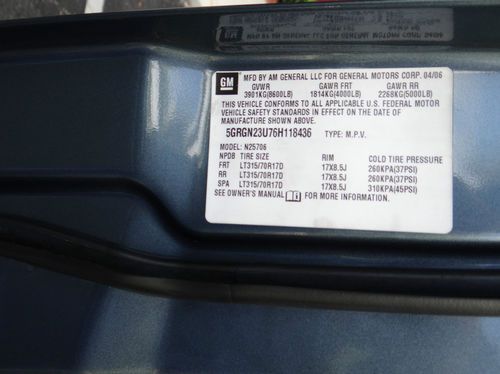 GM
MFD BY AM GENERAL LLC FOR GENERAL MOTORS CORP. 04/06
GVWR GAWR FRT GAWR RR
3901KG(8600LB) 1814KG(4000LB) 2268KG(5000LB)
THIS VEHICLE CONFORMS TO ALL APPLICABLE U.S. FEDERAL MOTOR
VEHICLE SAFETY STANDARDS IN EFFECT ON THE DATE OF
MANUFACTURE SHOWN ABOVE.
5GRGN23U76H118436 TYPE: M.P.V.
MODEL: N25706
NPDB TIRE SIZE RIM COLD TIRE PRESSURE
FRT LT315/70R17D 17X8.5J 260KPA(37PSI)
RR LT315/70R17D 17X8.5J 260KPA(37PSI)
SPA LT315/70R17D 17X8.5J 310KPA(45PSI)
SEE OWNER'S MANUAL FOR MORE INFORMATION.